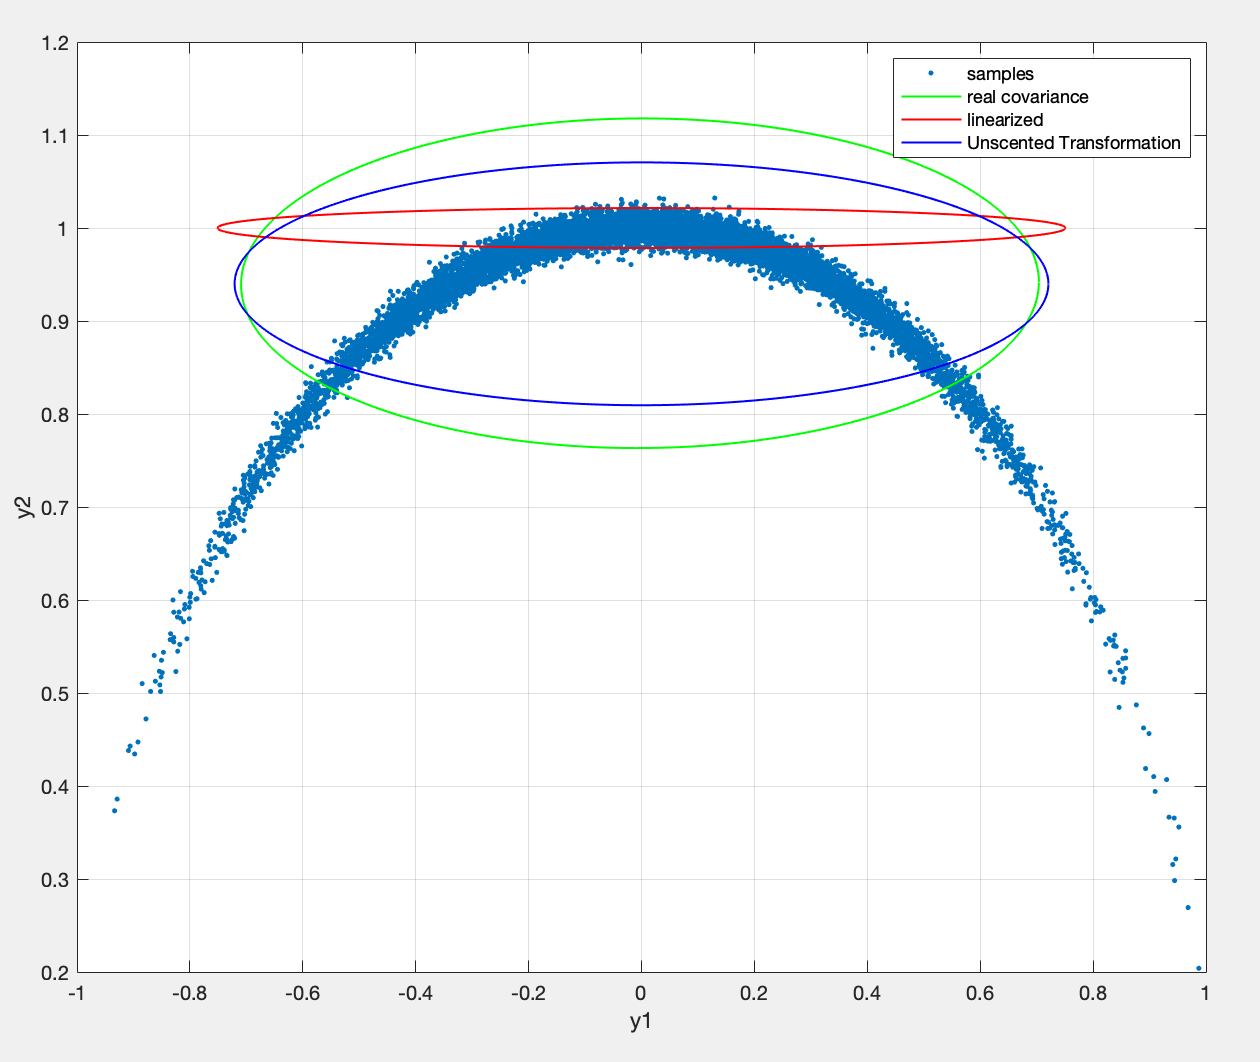 samples
real covariance
linearized
Unscented Transformation
1.2
1.1
1
0.9
0.8
0.7
0.6
0.5
0.4
0.3
0.2
y2
-1 -0.8 -0.6 -0.4 -0.2 0 0.2 0.4 0.6 0.8 1
y1